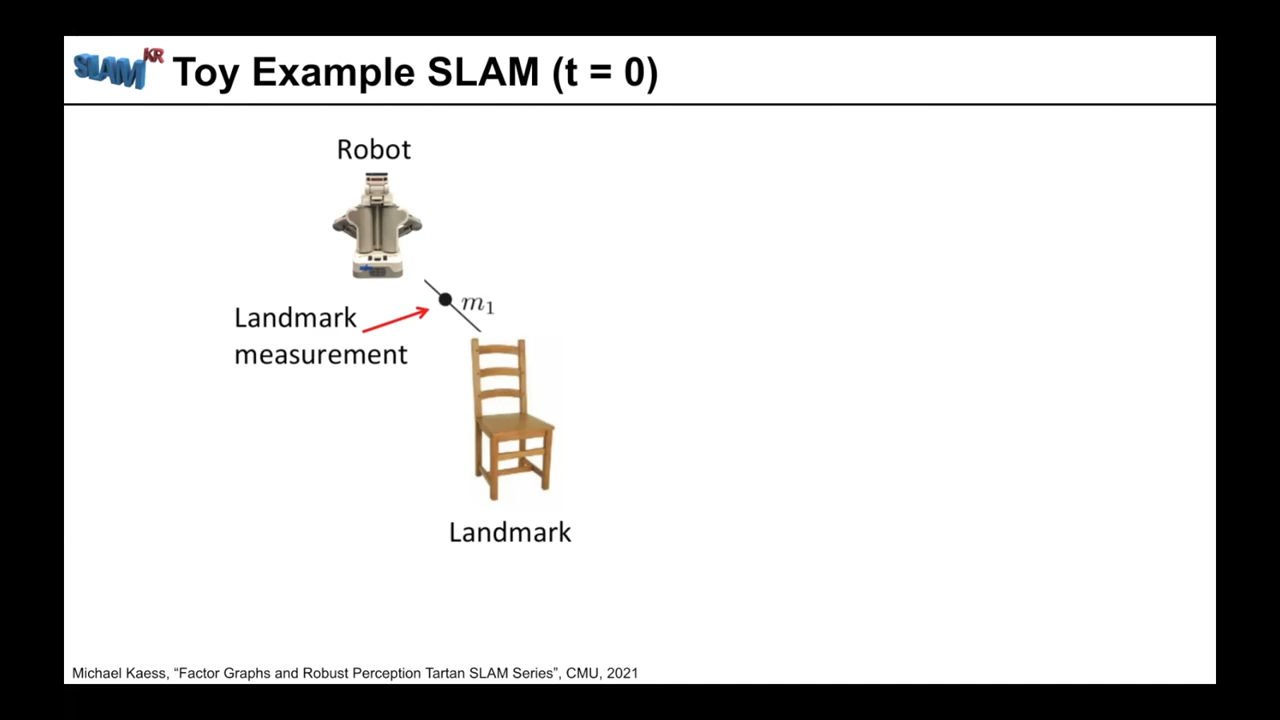 SLAM KR
Toy Example SLAM (t = 0)
Robot
m₁
Landmark
measurement
Landmark
Michael Kaess, “Factor Graphs and Robust Perception Tartan SLAM Series”, CMU, 2021